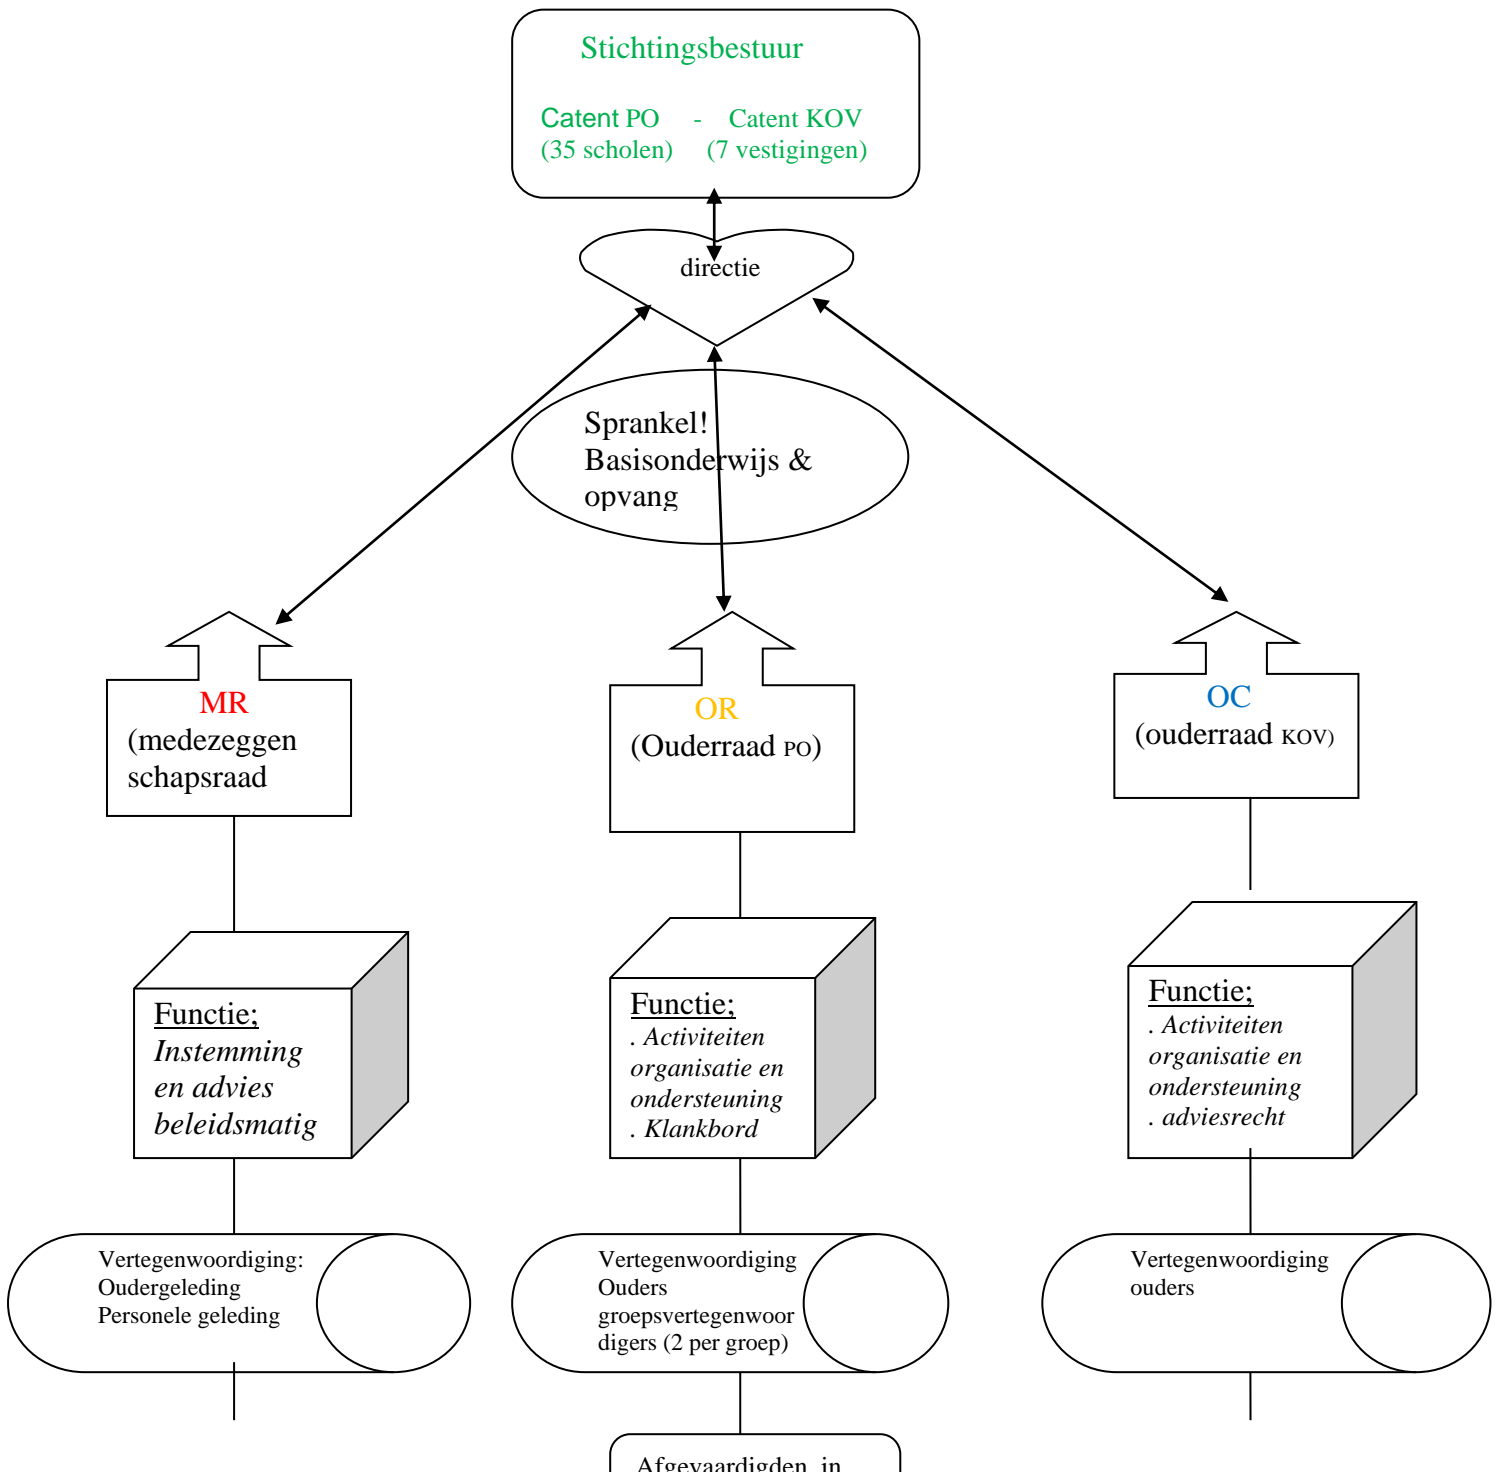 Stichtingsbestuur
Catent PO - Catent KOV
(35 scholen) (7 vestigingen)
directie
Sprankel!
Basisonderwijs &
opvang
MR
(medezeggen
schapsraad
OR
(Ouderraad PO)
OC
(ouderraad KOV)
Functie;
Instemming
en advies
beleidsmatig
Functie;
. Activiteiten
organisatie en
ondersteuning
. Klankbord
Functie;
. Activiteiten
organisatie en
ondersteuning
. adviesrecht
Vertegenwoordiging:
Oudergeleding
Personele geleding
Vertegenwoordiging
Ouders
groepsvertegenwoor
digers (2 per groep)
Vertegenwoordiging
ouders
Afgevaardigden in